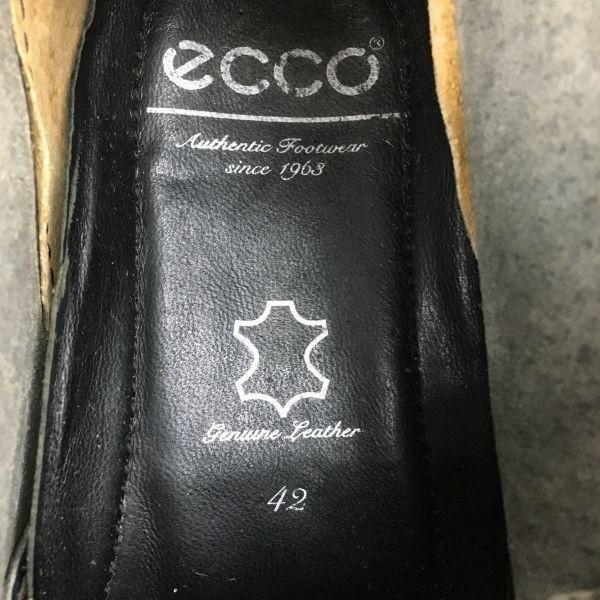 ecco®
Authentic Footwear
since 1963
Genuine Leather
42